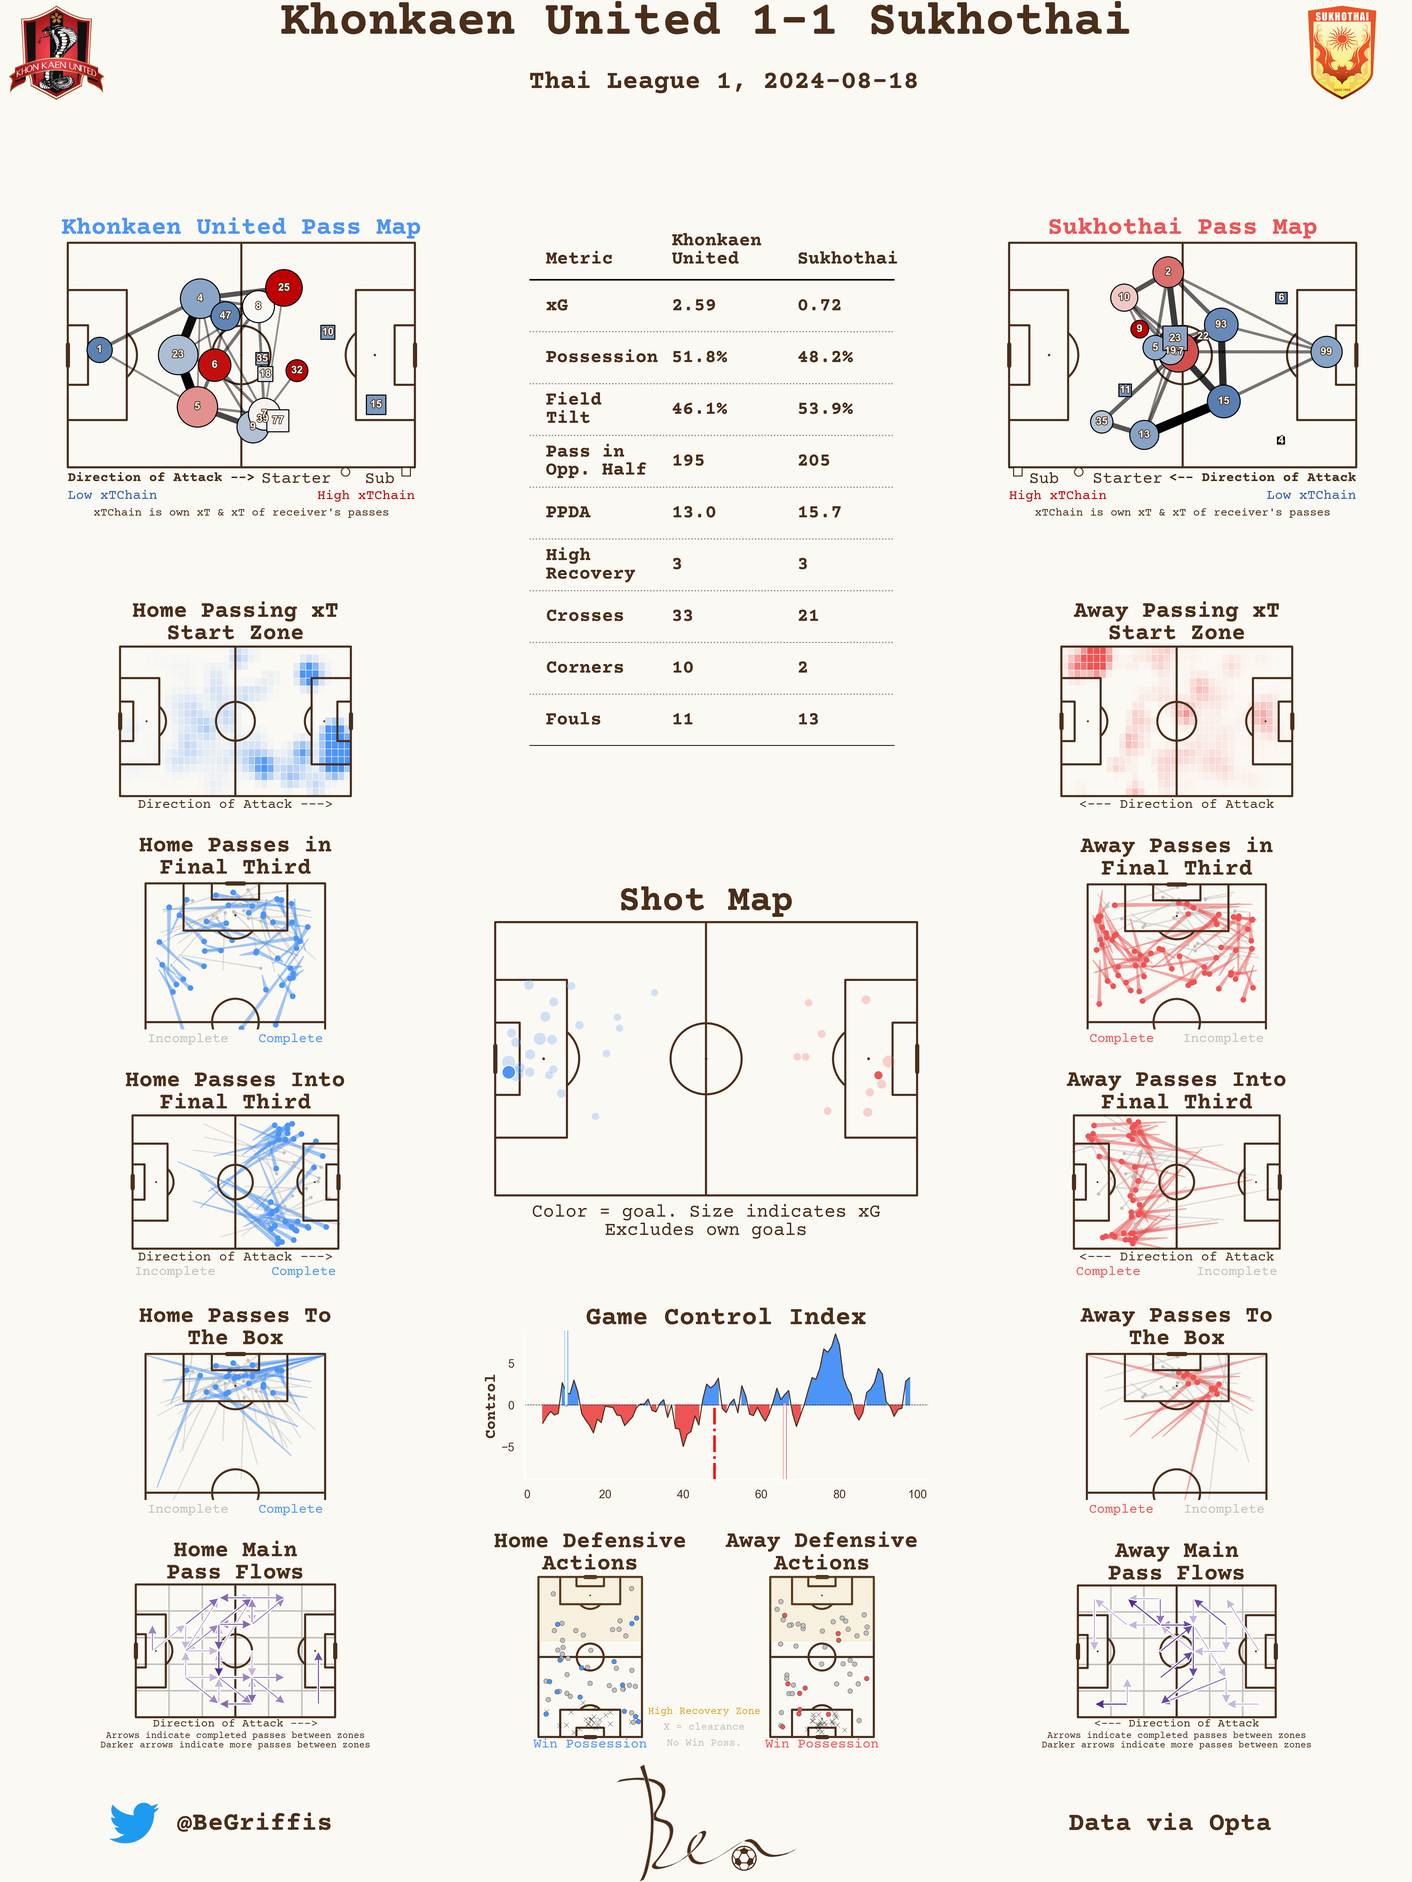 Khonkaen United 1-1 Sukhothai
Thai League 1, 2024-08-18
KHON KAEN UNITED
SUKHOTHAI
Khonkaen United Pass Map
1
4
47
8
25
10
23
6
35
18
32
5
7
39
77
9
15
Direction of Attack --> Starter Sub
Low xTChain High xTChain
xTChain is own xT & xT of receiver's passes
Metric Khonkaen United Sukhothai
xG 2.59 0.72
Possession 51.8% 48.2%
Field Tilt 46.1% 53.9%
Pass in Opp. Half 195 205
PPDA 13.0 15.7
High Recovery 3 3
Crosses 33 21
Corners 10 2
Fouls 11 13
Sukhothai Pass Map
2
10
6
9
93
23
22
5
19
99
11
15
35
13
4
Sub Starter <-- Direction of Attack
High xTChain Low xTChain
xTChain is own xT & xT of receiver's passes
Home Passing xT
Start Zone
Direction of Attack --->
Away Passing xT
Start Zone
<--- Direction of Attack
Home Passes in
Final Third
Incomplete Complete
Away Passes in
Final Third
Complete Incomplete
Shot Map
Color = goal. Size indicates xG
Excludes own goals
Home Passes Into
Final Third
Direction of Attack --->
Incomplete Complete
Away Passes Into
Final Third
<--- Direction of Attack
Complete Incomplete
Home Passes To
The Box
Incomplete Complete
Game Control Index
Control
5
0
-5
0 20 40 60 80 100
Away Passes To
The Box
Complete Incomplete
Home Main
Pass Flows
Direction of Attack --->
Arrows indicate completed passes between zones
Darker arrows indicate more passes between zones
Home Defensive
Actions
Win Possession
High Recovery Zone
X = clearance
No Win Poss.
Away Defensive
Actions
Win Possession
Away Main
Pass Flows
<--- Direction of Attack
Arrows indicate completed passes between zones
Darker arrows indicate more passes between zones
@BeGriffis
Ben
Data via Opta